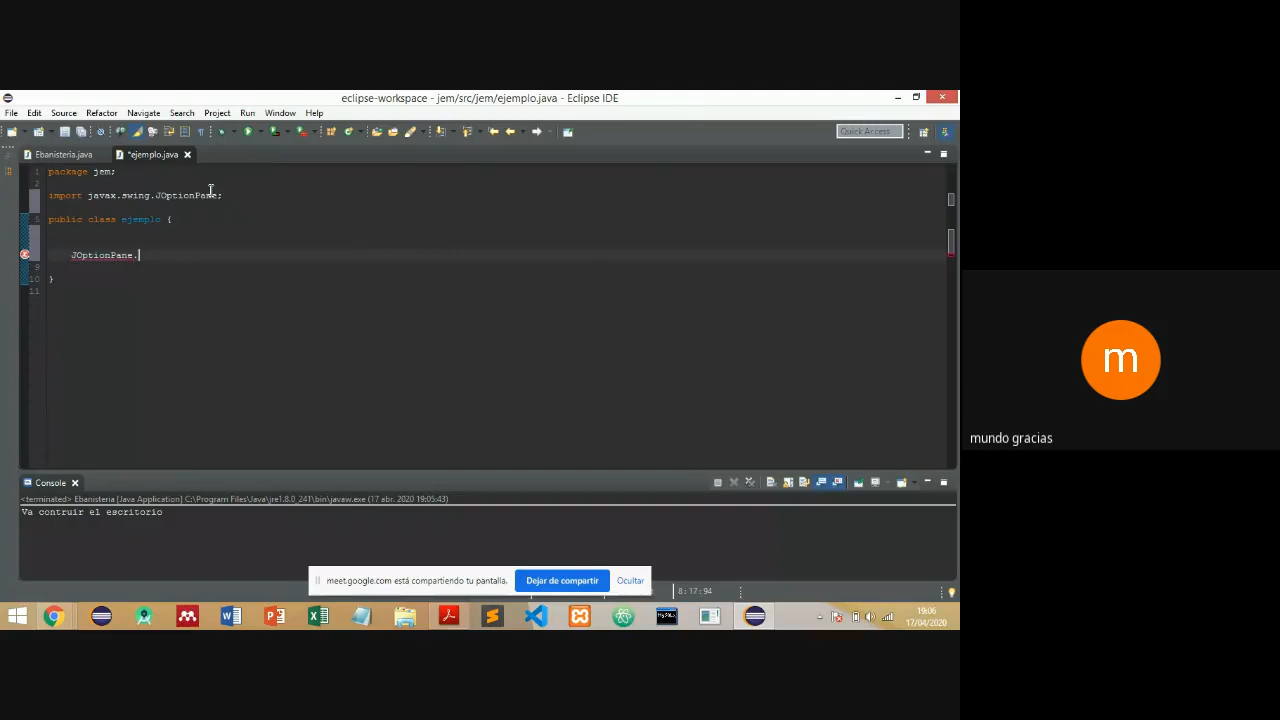 eclipse-workspace - jem/src/jem/ejemplo.java - Eclipse IDE
File Edit Source Refactor Navigate Search Project Run Window Help
Quick Access
Ebanisteria.java *ejemplo.java
1 package jem;
2
import javax.swing.JOptionPane;
5 public class ejemplo {
JOptionPane.
9
10 }
11
Console
<terminated> Ebanisteria [Java Application] C:\Program Files\Java\jre1.8.0_241\bin\javaw.exe (17 abr. 2020 19:05:43)
Va contruir el escritorio
meet.google.com está compartiendo tu pantalla. Dejar de compartir Ocultar
8:17:94
19:06
17/04/2020
m
mundo gracias